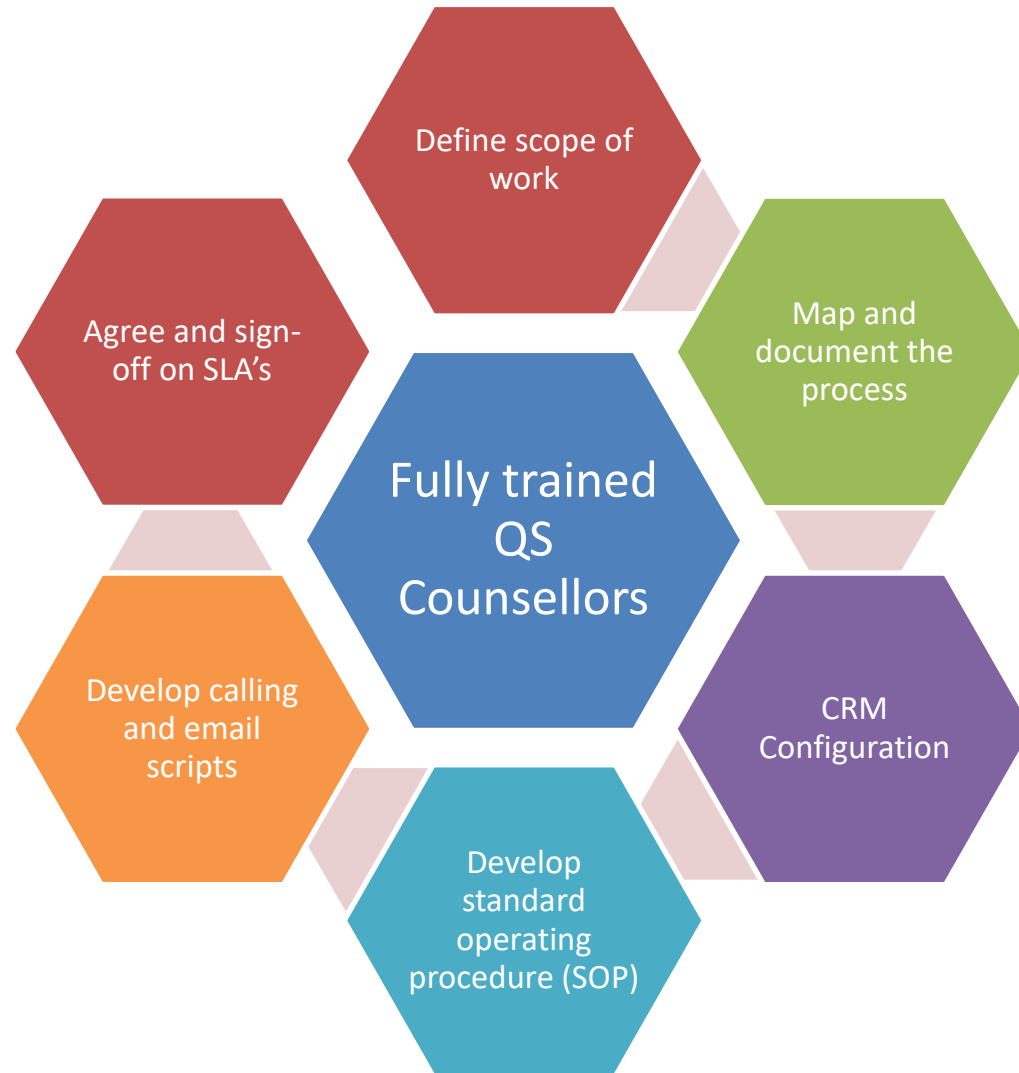 Define scope of
work
Map and
document the
process
CRM
Configuration
Develop
standard
operating
procedure (SOP)
Develop calling
and email
scripts
Agree and sign-
off on SLA’s
Fully trained
QS
Counsellors